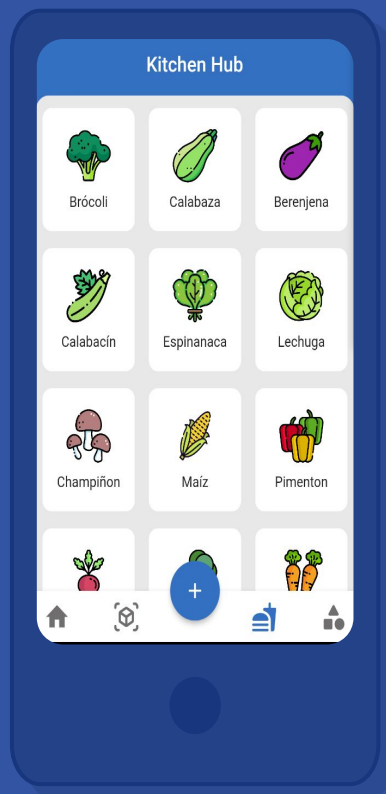 Kitchen Hub
Brócoli
Calabaza
Berenjena
Calabacín
Espinanaca
Lechuga
Champiñon
Maíz
Pimenton
+